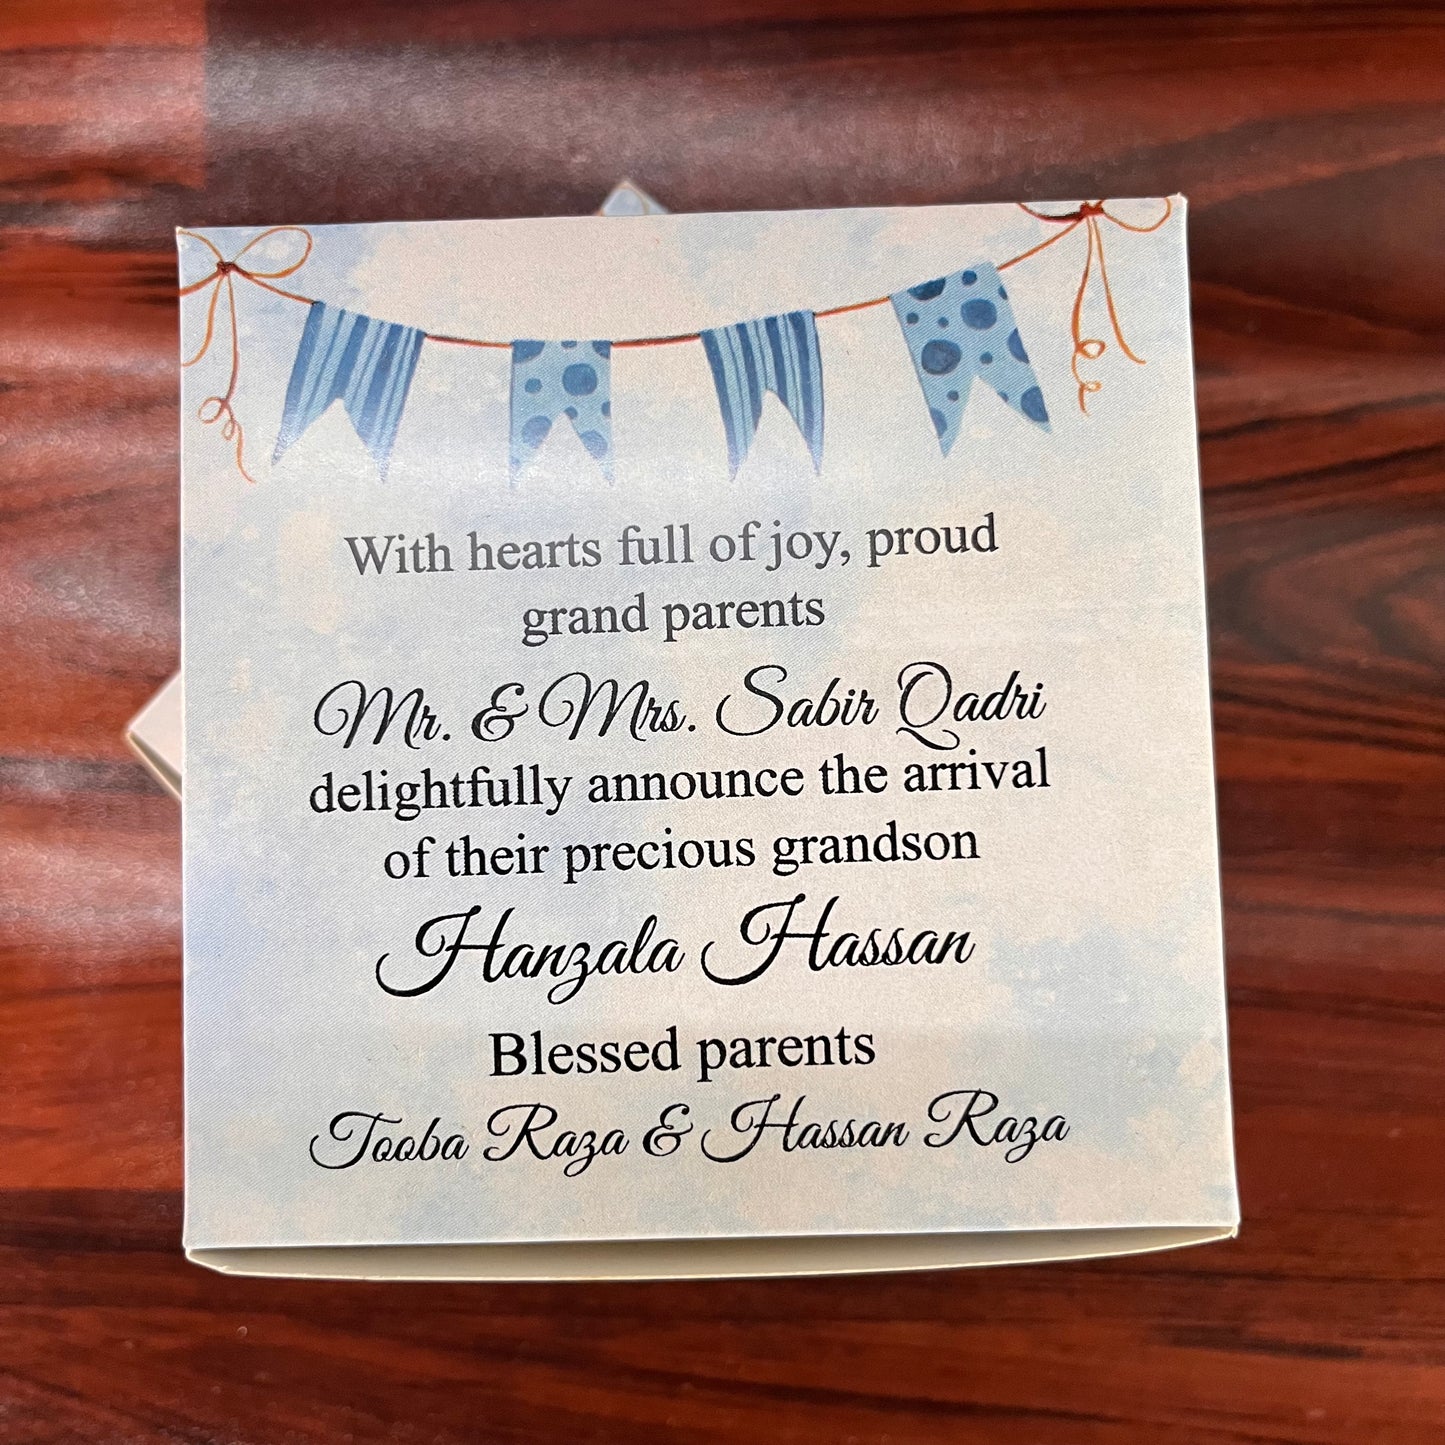 With hearts full of joy, proud
grand parents
Mr. & Mrs. Sabir Qadri
delightfully announce the arrival
of their precious grandson
Hanzala Hassan
Blessed parents
Tooba Raza & Hassan Raza